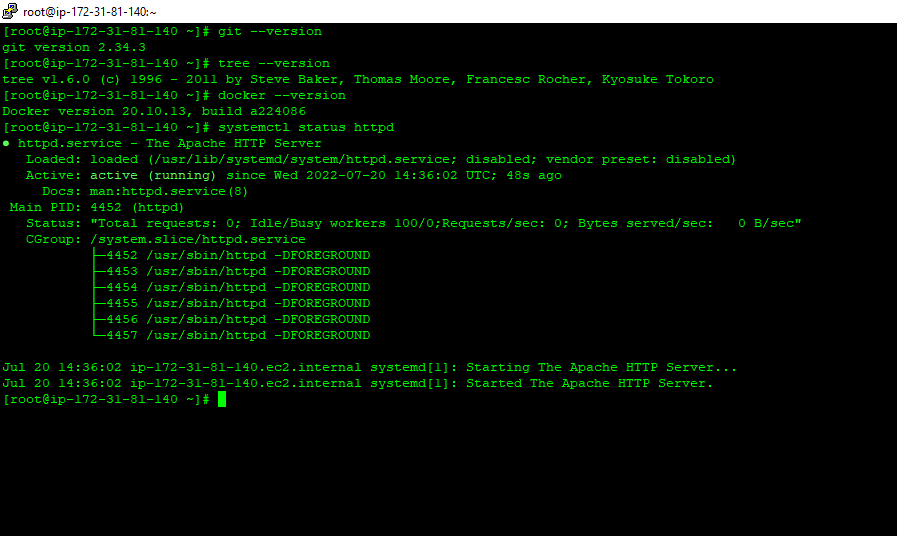 root@ip-172-31-81-140:~
[root@ip-172-31-81-140 ~]# git --version
git version 2.34.3
[root@ip-172-31-81-140 ~]# tree --version
tree v1.6.0 (c) 1996 - 2011 by Steve Baker, Thomas Moore, Francesc Rocher, Kyosuke Tokoro
[root@ip-172-31-81-140 ~]# docker --version
Docker version 20.10.13, build a224086
[root@ip-172-31-81-140 ~]# systemctl status httpd
● httpd.service - The Apache HTTP Server
   Loaded: loaded (/usr/lib/systemd/system/httpd.service; disabled; vendor preset: disabled)
   Active: active (running) since Wed 2022-07-20 14:36:02 UTC; 48s ago
     Docs: man:httpd.service(8)
 Main PID: 4452 (httpd)
   Status: "Total requests: 0; Idle/Busy workers 100/0;Requests/sec: 0; Bytes served/sec:   0 B/sec"
   CGroup: /system.slice/httpd.service
           ├─4452 /usr/sbin/httpd -DFOREGROUND
           ├─4453 /usr/sbin/httpd -DFOREGROUND
           ├─4454 /usr/sbin/httpd -DFOREGROUND
           ├─4455 /usr/sbin/httpd -DFOREGROUND
           ├─4456 /usr/sbin/httpd -DFOREGROUND
           └─4457 /usr/sbin/httpd -DFOREGROUND

Jul 20 14:36:02 ip-172-31-81-140.ec2.internal systemd[1]: Starting The Apache HTTP Server...
Jul 20 14:36:02 ip-172-31-81-140.ec2.internal systemd[1]: Started The Apache HTTP Server.
[root@ip-172-31-81-140 ~]#